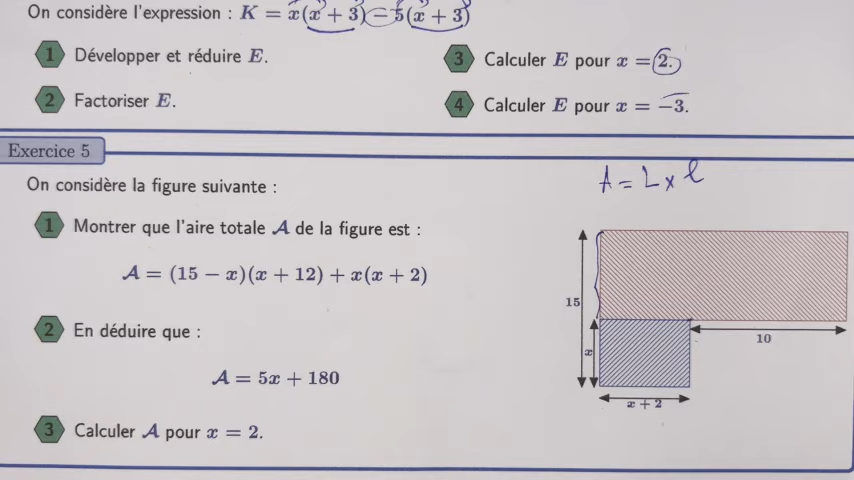 On considère l'expression : K = x(x + 3) − 5(x + 3)
1 Développer et réduire E.
2 Factoriser E.
3 Calculer E pour x = 2.
4 Calculer E pour x = −3.
Exercice 5
On considère la figure suivante :
1 Montrer que l'aire totale A de la figure est :
A = (15 − x)(x + 12) + x(x + 2)
2 En déduire que :
A = 5x + 180
3 Calculer A pour x = 2.
A = L x l
15
x
10
x + 2